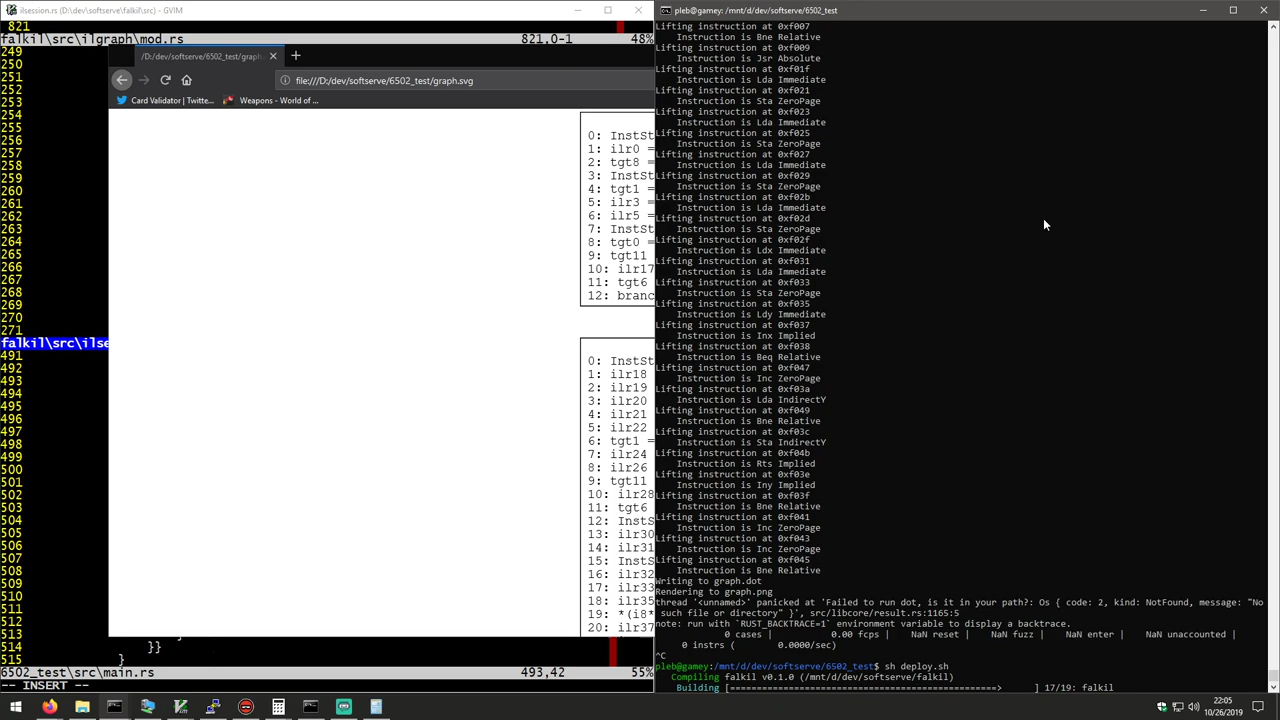 ilsession.rs (D:\dev\softserve\falkil\src) - GVIM
821
falkil\src\ilgraph\mod.rs 821,0-1 48%
249
250
251
252
253
254
255
256
257
258
259
260
261
262
263
264
265
266
267
268
269
270
271
falkil\src\ilse
491
492
493
494
495
496
497
498
499
500
501
502
503
504
505
506
507
508
509
510
511
512
513
514 }}
515 }
6502_test\src\main.rs 493,42 55%
-- INSERT --
/D:/dev/softserve/6502_test/graph
file:///D:/dev/softserve/6502_test/graph.svg
Card Validator | Twitte... Weapons - World of ...
0: InstSt
1: ilr0 =
2: tgt8 =
3: InstSt
4: tgt1 =
5: ilr3 =
6: ilr5 =
7: InstSt
8: tgt0 =
9: tgt11
10: ilr17
11: tgt6
12: branc
0: InstSt
1: ilr18
2: ilr19
3: ilr20
4: ilr21
5: ilr22
6: tgt1 =
7: ilr24
8: ilr26
9: tgt11
10: ilr28
11: tgt6
12: InstS
13: ilr30
14: ilr31
15: InstS
16: ilr32
17: ilr33
18: ilr35
19: *(i8*
20: ilr37
pleb@gamey: /mnt/d/dev/softserve/6502_test
Lifting instruction at 0xf007
Instruction is Bne Relative
Lifting instruction at 0xf009
Instruction is Jsr Absolute
Lifting instruction at 0xf01f
Instruction is Lda Immediate
Lifting instruction at 0xf021
Instruction is Sta ZeroPage
Lifting instruction at 0xf023
Instruction is Lda Immediate
Lifting instruction at 0xf025
Instruction is Sta ZeroPage
Lifting instruction at 0xf027
Instruction is Lda Immediate
Lifting instruction at 0xf029
Instruction is Sta ZeroPage
Lifting instruction at 0xf02b
Instruction is Lda Immediate
Lifting instruction at 0xf02d
Instruction is Sta ZeroPage
Lifting instruction at 0xf02f
Instruction is Ldx Immediate
Lifting instruction at 0xf031
Instruction is Lda Immediate
Lifting instruction at 0xf033
Instruction is Sta ZeroPage
Lifting instruction at 0xf035
Instruction is Ldy Immediate
Lifting instruction at 0xf037
Instruction is Inx Implied
Lifting instruction at 0xf038
Instruction is Beq Relative
Lifting instruction at 0xf047
Instruction is Inc ZeroPage
Lifting instruction at 0xf03a
Instruction is Lda IndirectY
Lifting instruction at 0xf049
Instruction is Bne Relative
Lifting instruction at 0xf03c
Instruction is Sta IndirectY
Lifting instruction at 0xf04b
Instruction is Rts Implied
Lifting instruction at 0xf03e
Instruction is Iny Implied
Lifting instruction at 0xf03f
Instruction is Bne Relative
Lifting instruction at 0xf041
Instruction is Inc ZeroPage
Lifting instruction at 0xf043
Instruction is Inc ZeroPage
Lifting instruction at 0xf045
Instruction is Bne Relative
Writing to graph.dot
Rendering to graph.png
thread '<unnamed>' panicked at 'Failed to run dot, is it in your path?: Os { code: 2, kind: NotFound, message: "No
such file or directory" }', src/libcore/result.rs:1165:5
note: run with `RUST_BACKTRACE=1` environment variable to display a backtrace.
0 cases | 0.00 fcps | NaN reset | NaN fuzz | NaN enter | NaN unaccounted |
0 instrs ( 0.0000/sec)
^C
pleb@gamey:/mnt/d/dev/softserve/6502_test$ sh deploy.sh
Compiling falkil v0.1.0 (/mnt/d/dev/softserve/falkil)
Building [==================================================> ] 17/19: falkil
22:05
10/26/2019